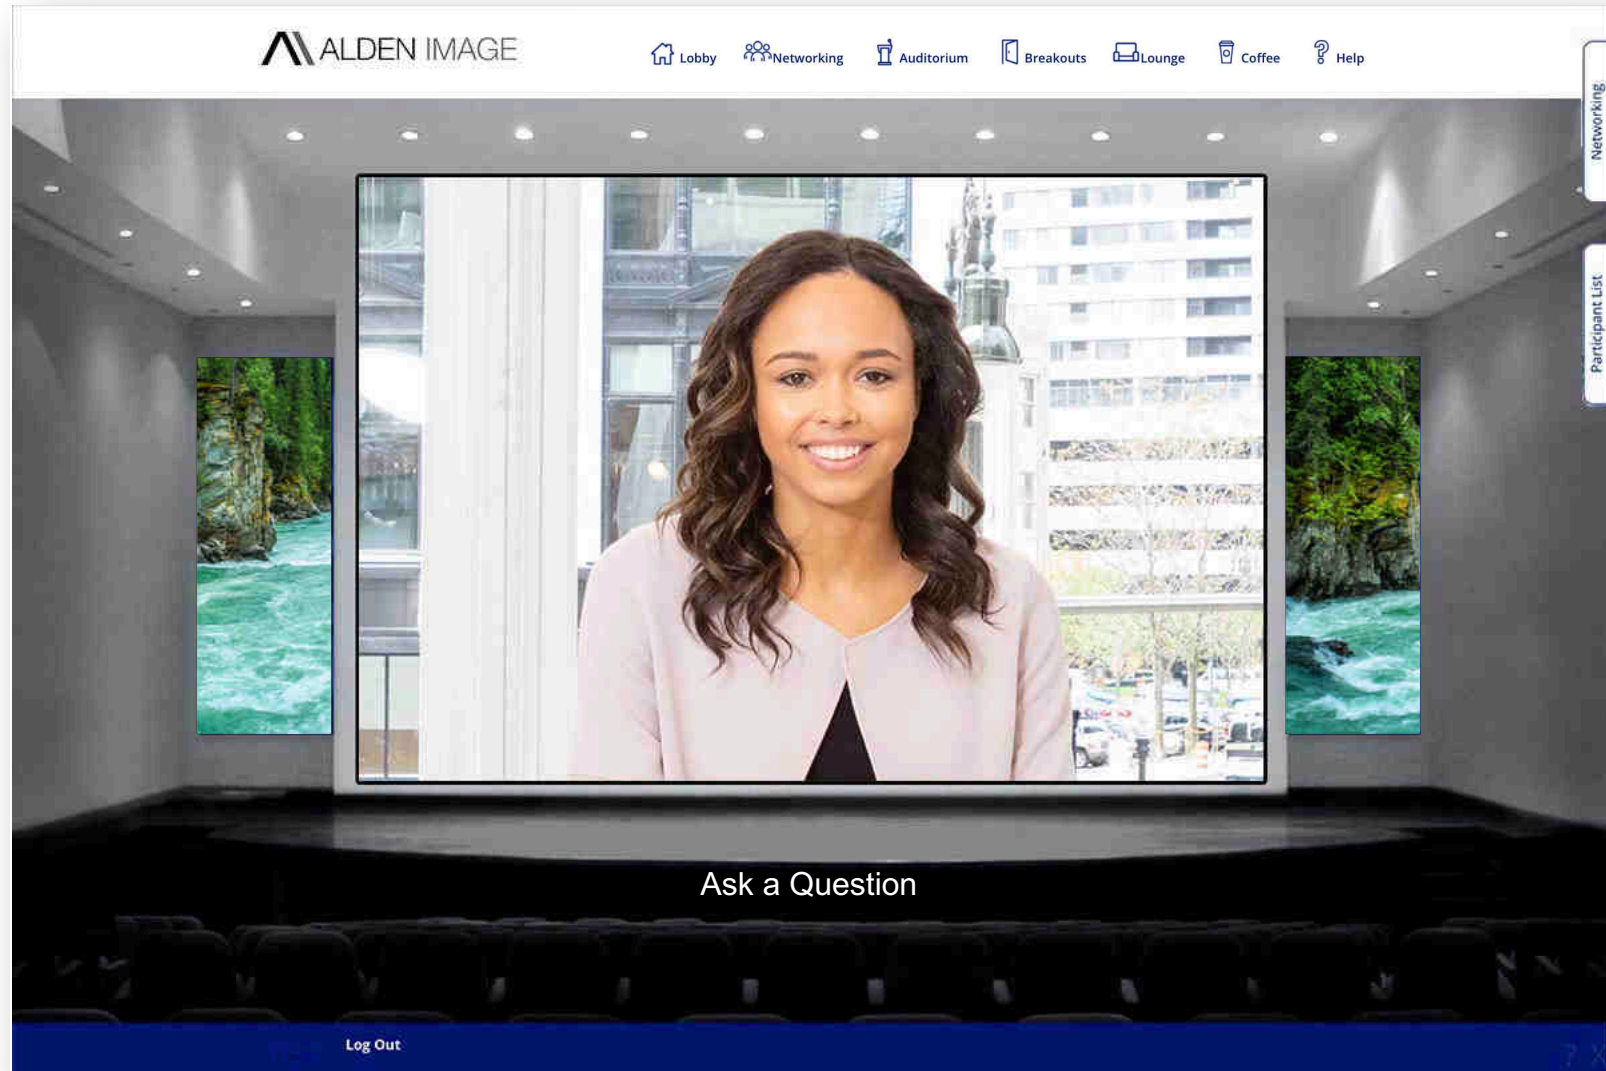 ALDEN IMAGE
Lobby
Networking
Auditorium
Breakouts
Lounge
Coffee
Help
Networking
Participant List
Ask a Question
Log Out
? X